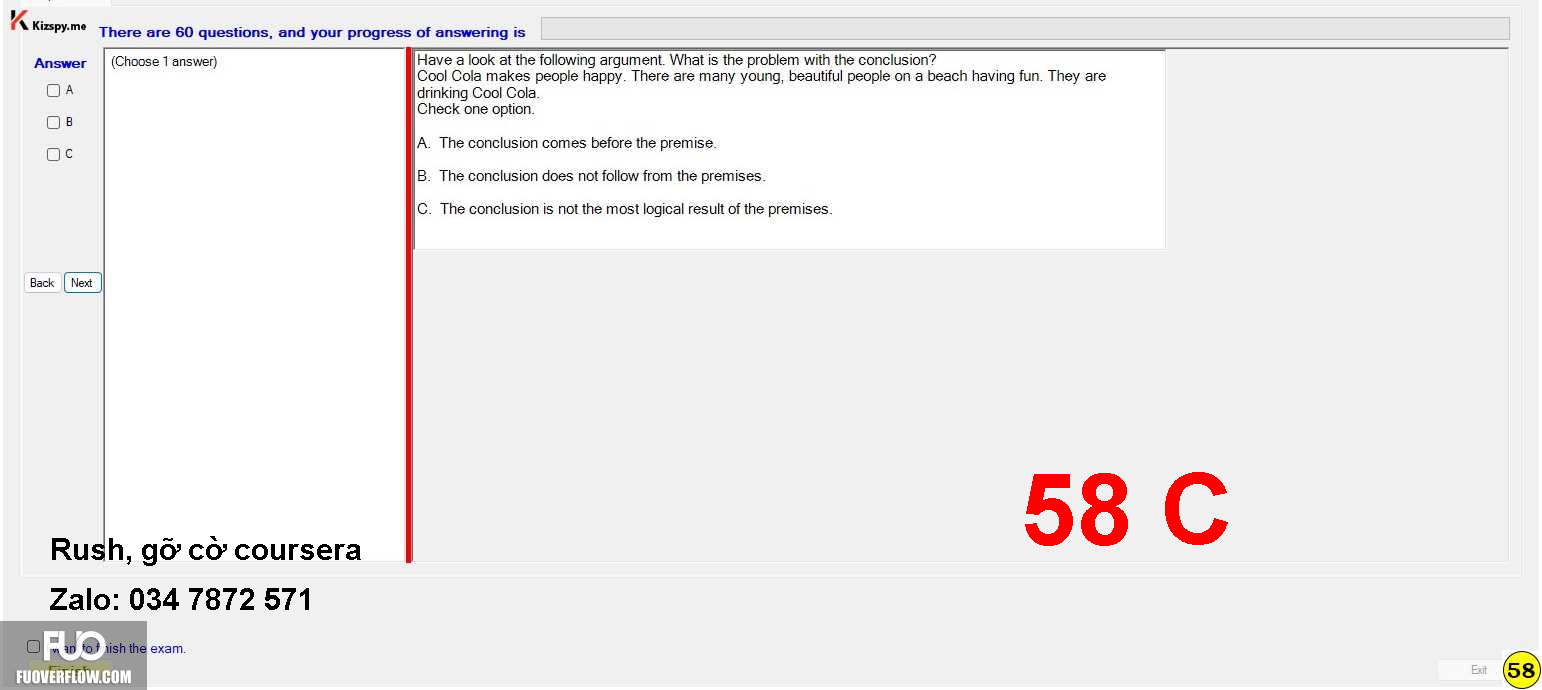 Kizspy.me
There are 60 questions, and your progress of answering is
Answer
(Choose 1 answer)
A
B
C
Back
Next
Have a look at the following argument. What is the problem with the conclusion?
Cool Cola makes people happy. There are many young, beautiful people on a beach having fun. They are
drinking Cool Cola.
Check one option.
A. The conclusion comes before the premise.
B. The conclusion does not follow from the premises.
C. The conclusion is not the most logical result of the premises.
58 C
Rush, gỡ cờ coursera
Zalo: 034 7872 571
FUO
want to finish the exam.
Finish
FUOVERFLOW.COM
Exit
58